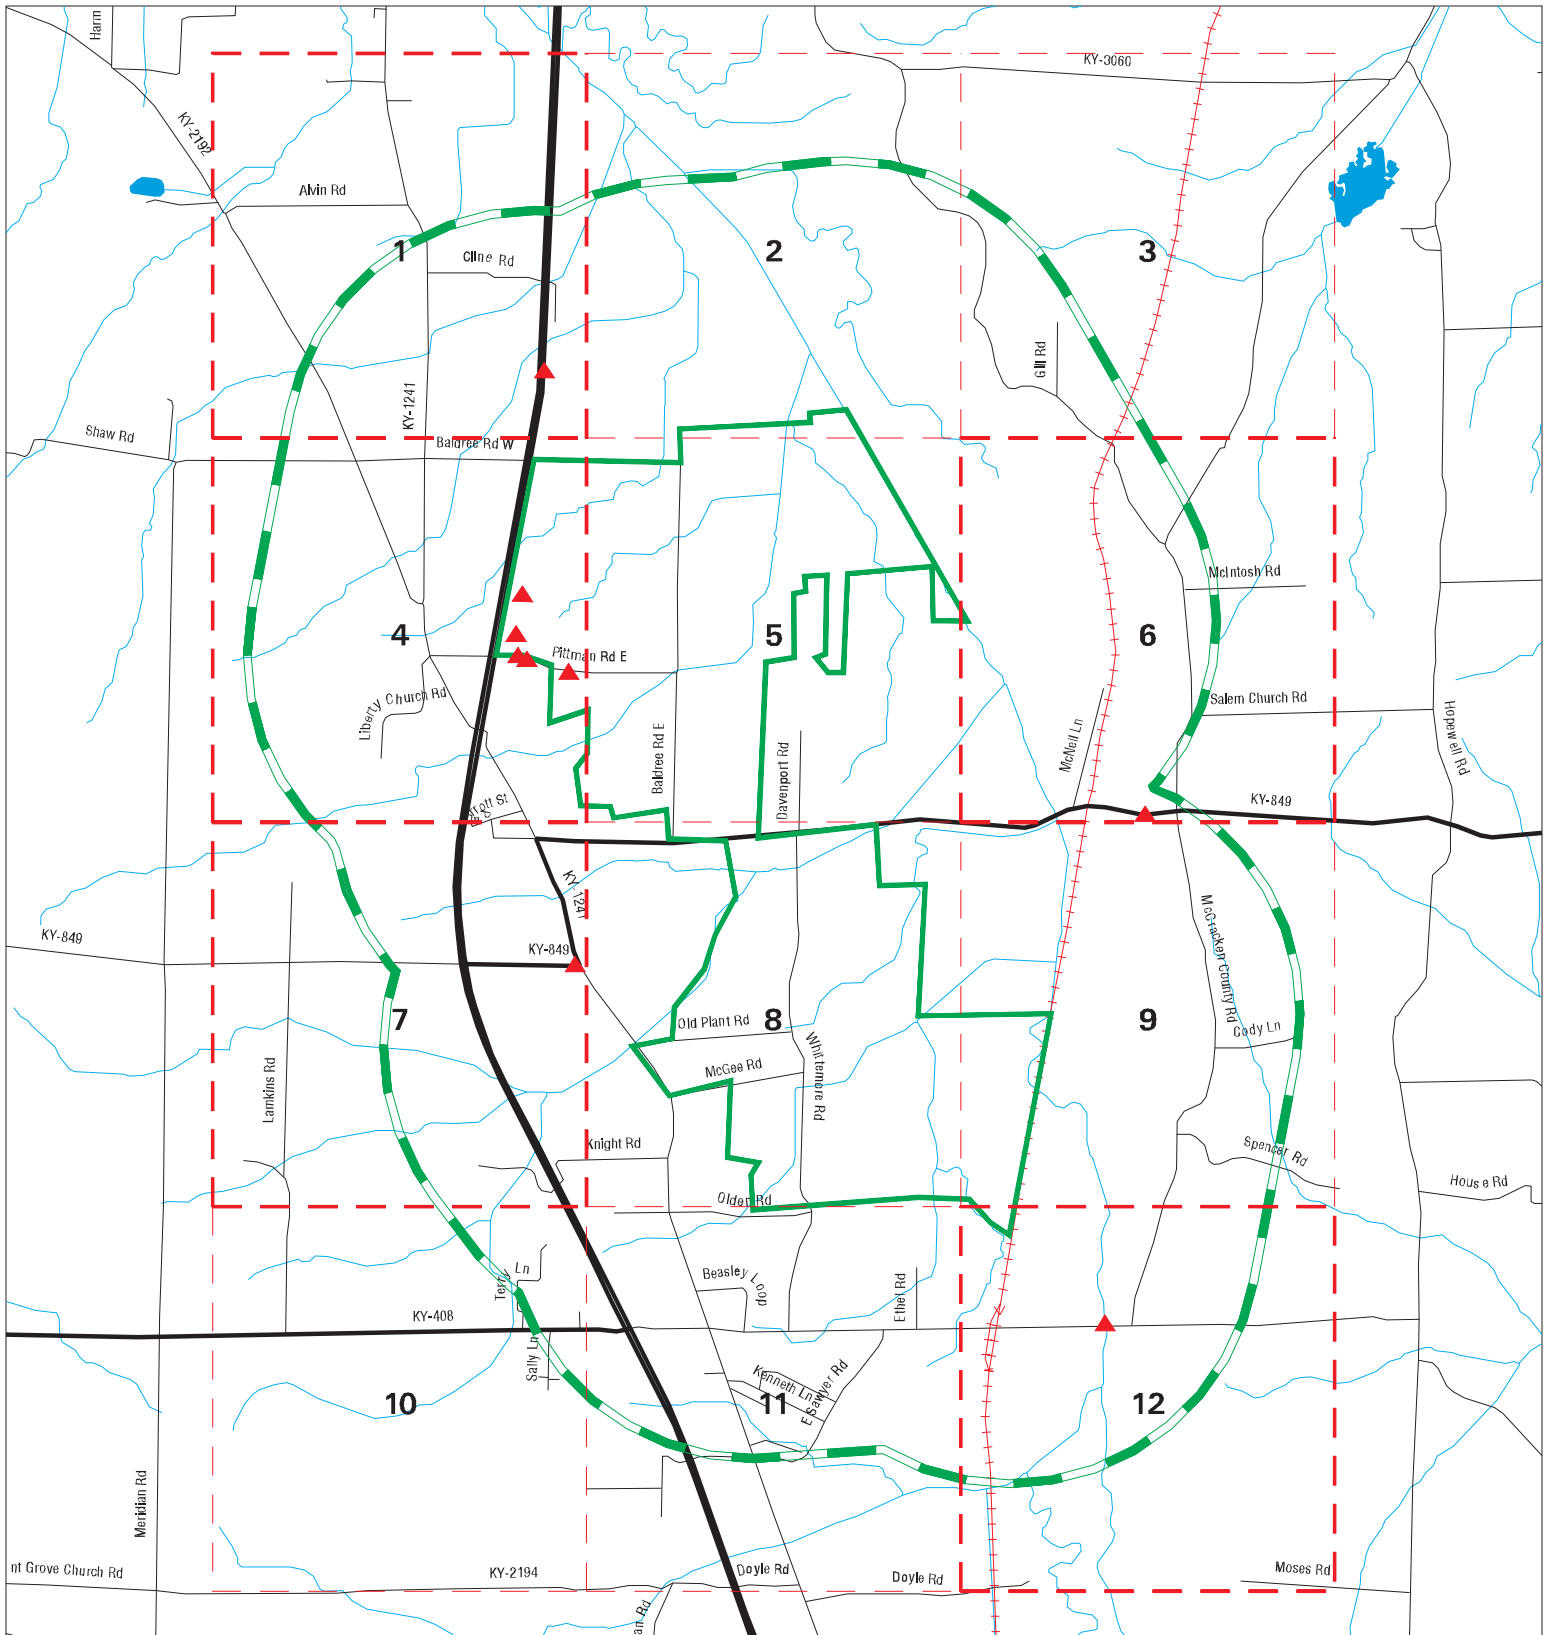 Harm
KY-3060
KY-2192
Alvin Rd
1
2
3
Cline Rd
Gill Rd
KY-1241
Shaw Rd
Baldree Rd W
McIntosh Rd
4
5
6
Pittman Rd E
Liberty Church Rd
Salem Church Rd
McNeil Ln
Hopewell Rd
Baldree Rd E
Davenport Rd
KY-849
KY-1241
McCracken County Rd
KY-849
KY-849
7
8
9
Old Plant Rd
Cody Ln
Whittemore Rd
McGee Rd
Lamkins Rd
Knight Rd
Spencer Rd
House Rd
Olden Rd
Terry Ln
Beasley Loop
Ethel Rd
KY-408
Sally Ln
Kenneth Ln
E Sawyer Rd
10
11
12
Meridian Rd
nt Grove Church Rd
KY-2194
Doyle Rd
Doyle Rd
Moses Rd
an Rd